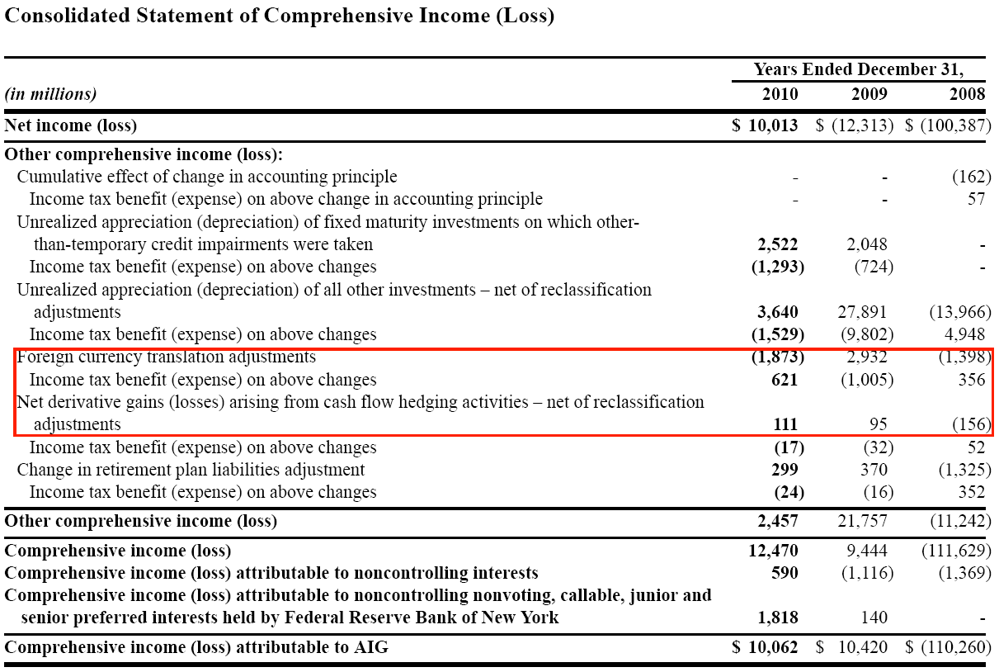 Consolidated Statement of Comprehensive Income (Loss)
Years Ended December 31,
(in millions) 2010 2009 2008
Net income (loss) $ 10,013 $ (12,313) $ (100,387)
Other comprehensive income (loss):
Cumulative effect of change in accounting principle - - (162)
Income tax benefit (expense) on above change in accounting principle - - 57
Unrealized appreciation (depreciation) of fixed maturity investments on which other-
than-temporary credit impairments were taken 2,522 2,048 -
Income tax benefit (expense) on above changes (1,293) (724) -
Unrealized appreciation (depreciation) of all other investments – net of reclassification
adjustments 3,640 27,891 (13,966)
Income tax benefit (expense) on above changes (1,529) (9,802) 4,948
Foreign currency translation adjustments (1,873) 2,932 (1,398)
Income tax benefit (expense) on above changes 621 (1,005) 356
Net derivative gains (losses) arising from cash flow hedging activities – net of reclassification
adjustments 111 95 (156)
Income tax benefit (expense) on above changes (17) (32) 52
Change in retirement plan liabilities adjustment 299 370 (1,325)
Income tax benefit (expense) on above changes (24) (16) 352
Other comprehensive income (loss) 2,457 21,757 (11,242)
Comprehensive income (loss) 12,470 9,444 (111,629)
Comprehensive income (loss) attributable to noncontrolling interests 590 (1,116) (1,369)
Comprehensive income (loss) attributable to noncontrolling nonvoting, callable, junior and
senior preferred interests held by Federal Reserve Bank of New York 1,818 140 -
Comprehensive income (loss) attributable to AIG $ 10,062 $ 10,420 $ (110,260)